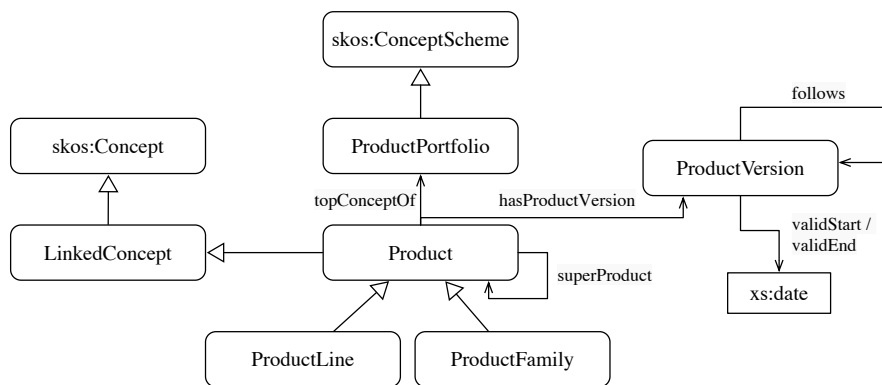 skos:ConceptScheme
follows
skos:Concept
ProductPortfolio
ProductVersion
topConceptOf
hasProductVersion
validStart /
validEnd
LinkedConcept
Product
superProduct
xs:date
ProductLine
ProductFamily